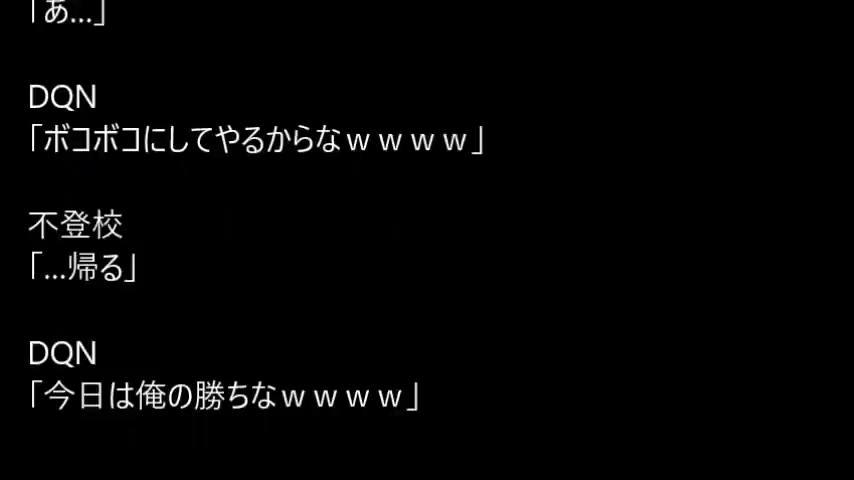 「あ...」
DQN
「ボコボコにしてやるからなｗｗｗｗ」
不登校
「...帰る」
DQN
「今日は俺の勝ちなｗｗｗｗ」